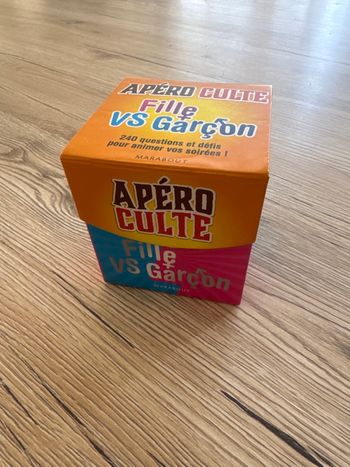 APÉRO CULTE
Fille
VS Garçon
240 questions et défis
pour animer vos soirées !
MARABOUT
APÉRO
CULTE
Fille
VS Garçon
MARABOUT